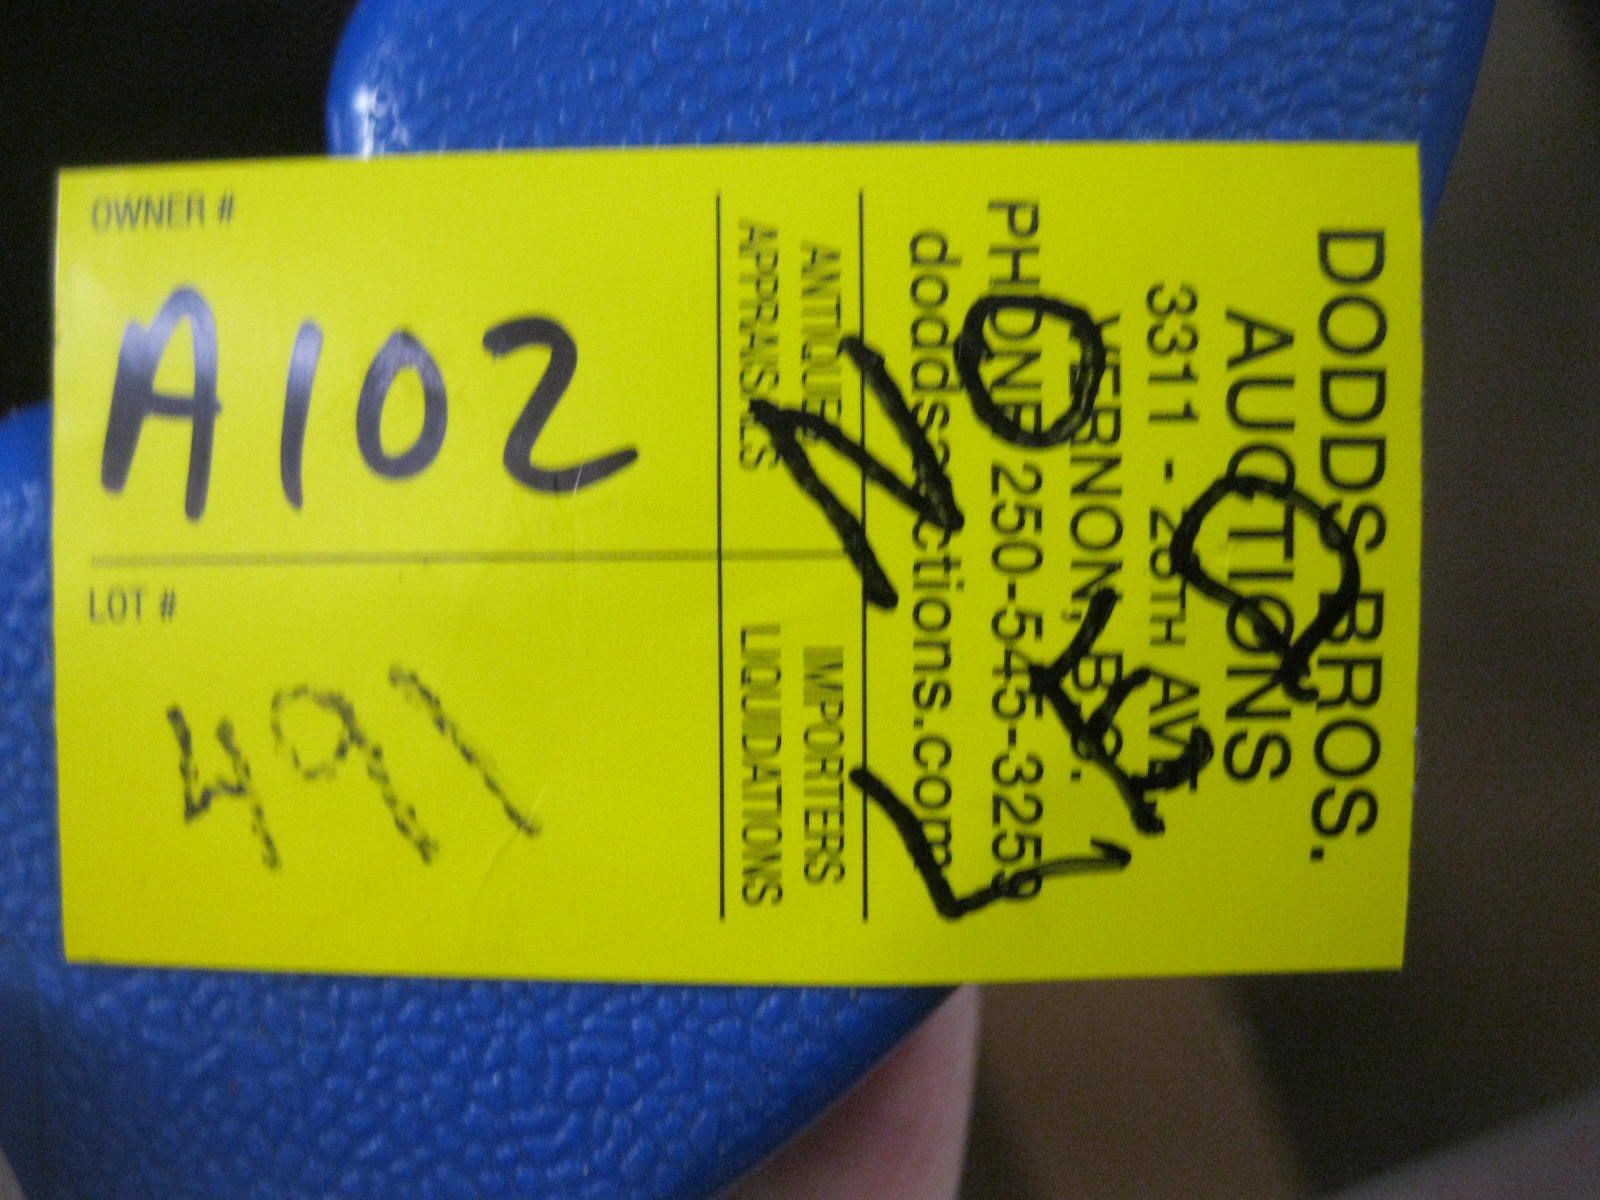 OWNER #
A102
LOT #
491
DODDS BROS.
AUCTIONS
3311 - 28TH AVE.
VERNON, B.C.
PHONE 250-545-3259
doddsauctions.com
ANTIQUES
APPRAISALS
IMPORTERS
LIQUIDATIONS
NO